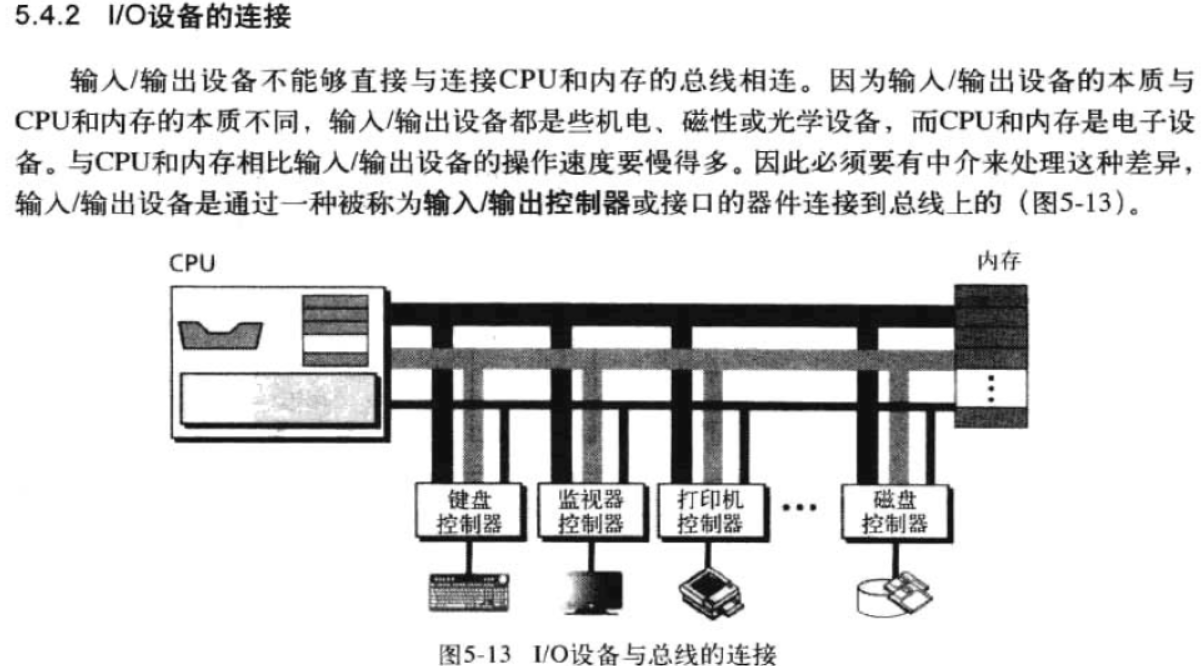 5.4.2 I/O设备的连接
输入/输出设备不能够直接与连接CPU和内存的总线相连。因为输入/输出设备的本质与
CPU和内存的本质不同，输入/输出设备都是些机电、磁性或光学设备，而CPU和内存是电子设
备。与CPU和内存相比输入/输出设备的操作速度要慢得多。因此必须要有中介来处理这种差异，
输入/输出设备是通过一种被称为输入/输出控制器或接口的器件连接到总线上的（图5-13）。
CPU
内存
键盘
控制器
监视器
控制器
打印机
控制器
磁盘
控制器
图5-13 I/O设备与总线的连接